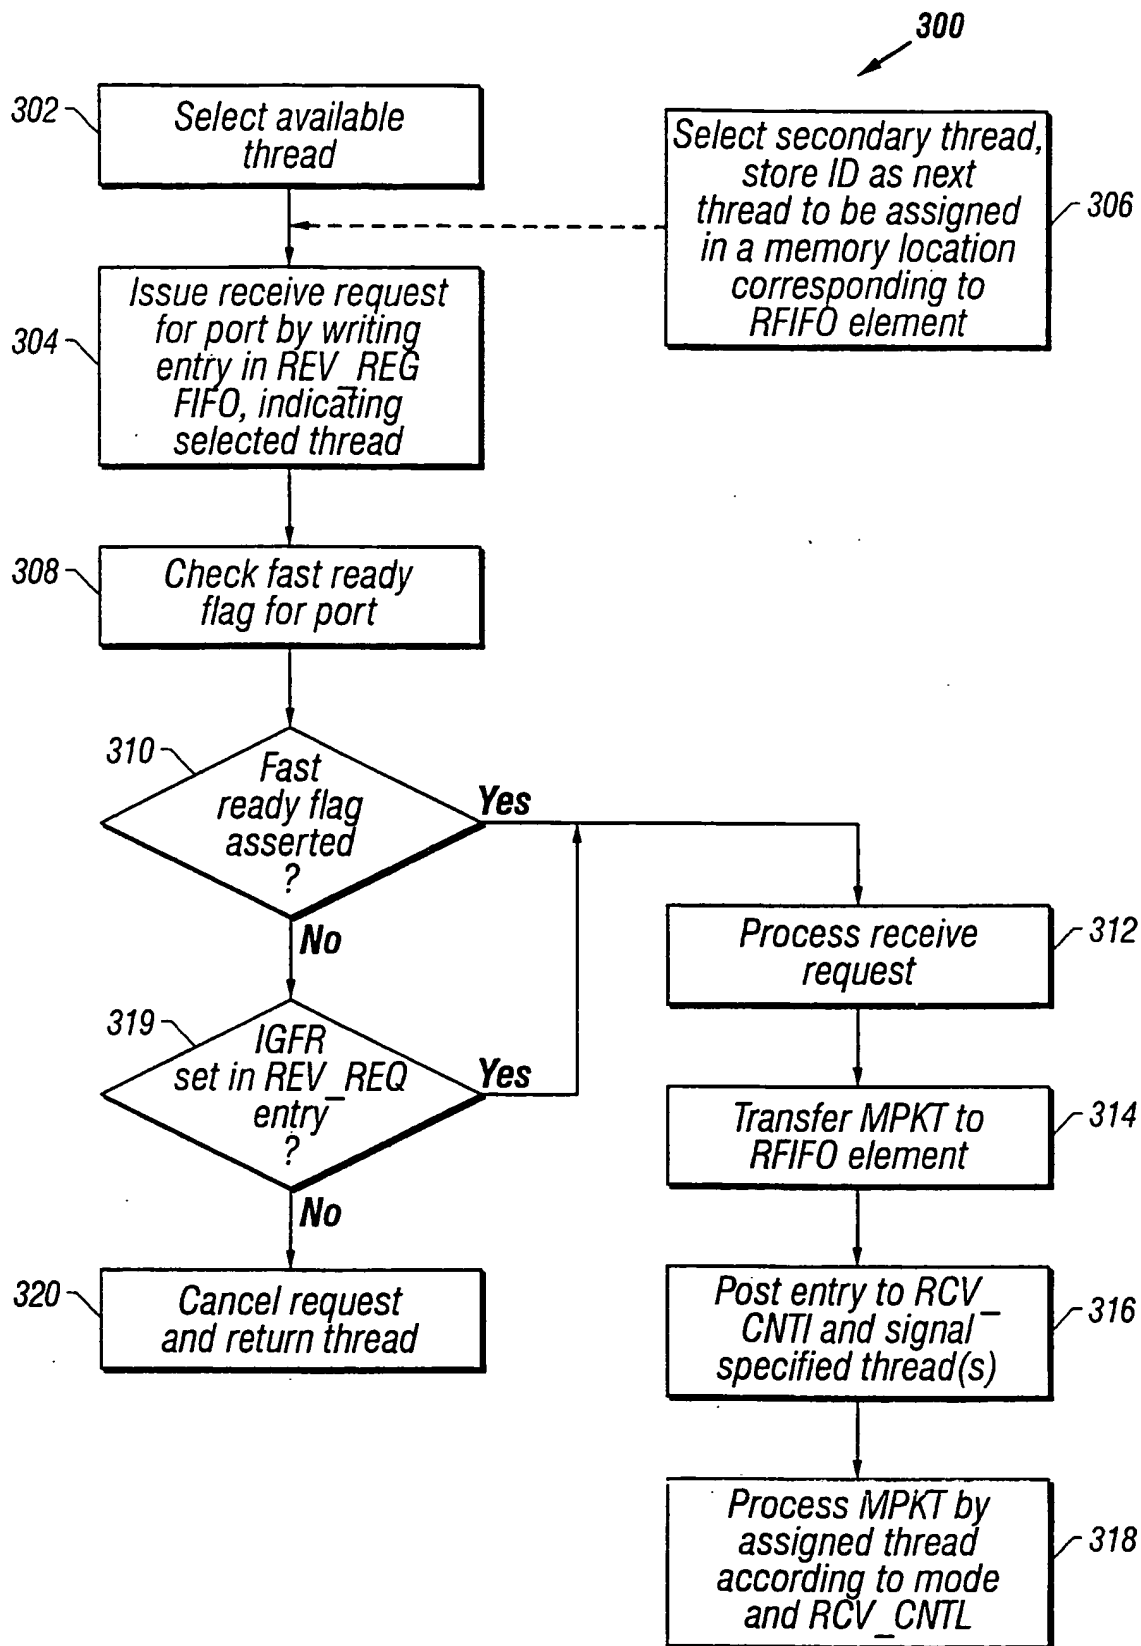 300
302
Select available
thread
Select secondary thread,
store ID as next
thread to be assigned
in a memory location
corresponding to
RFIFO element
306
304
Issue receive request
for port by writing
entry in REV_REG
FIFO, indicating
selected thread
308
Check fast ready
flag for port
310
Fast
ready flag
asserted
?
Yes
No
312
Process receive
request
319
IGFR
set in REV_REQ
entry
?
Yes
No
314
Transfer MPKT to
RFIFO element
320
Cancel request
and return thread
316
Post entry to RCV_
CNTI and signal
specified thread(s)
318
Process MPKT by
assigned thread
according to mode
and RCV_CNTL